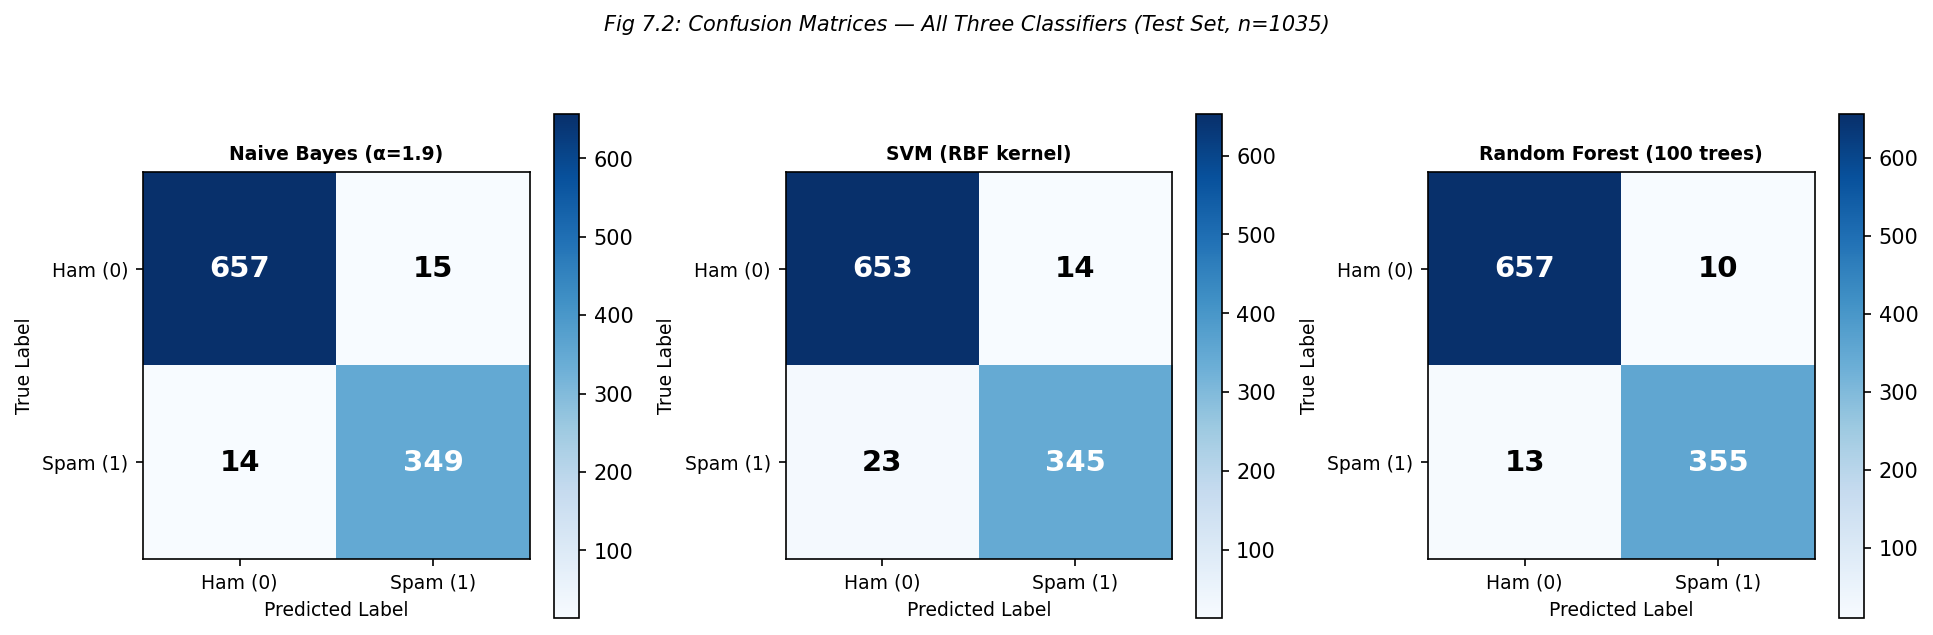 Fig 7.2: Confusion Matrices — All Three Classifiers (Test Set, n=1035)
Naive Bayes (α=1.9)
True Label
Ham (0)
Spam (1)
657
15
14
349
Ham (0)
Spam (1)
Predicted Label
600
500
400
300
200
100
SVM (RBF kernel)
True Label
Ham (0)
Spam (1)
653
14
23
345
Ham (0)
Spam (1)
Predicted Label
600
500
400
300
200
100
Random Forest (100 trees)
True Label
Ham (0)
Spam (1)
657
10
13
355
Ham (0)
Spam (1)
Predicted Label
600
500
400
300
200
100